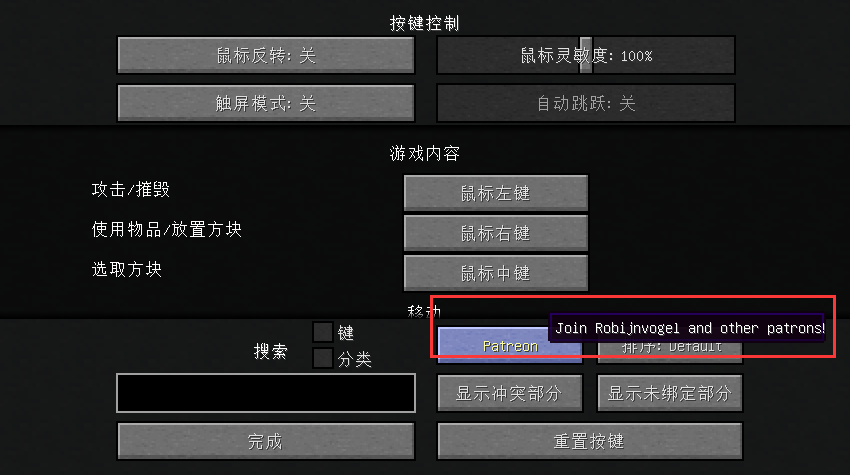 按键控制
鼠标反转: 关
鼠标灵敏度: 100%
触屏模式: 关
自动跳跃: 关
游戏内容
攻击/摧毁
鼠标左键
使用物品/放置方块
鼠标右键
选取方块
鼠标中键
移动
搜索
键
分类
Patreon
Join Robijnvogel and other patrons!
排序: Default
显示冲突部分
显示未绑定部分
完成
重置按键